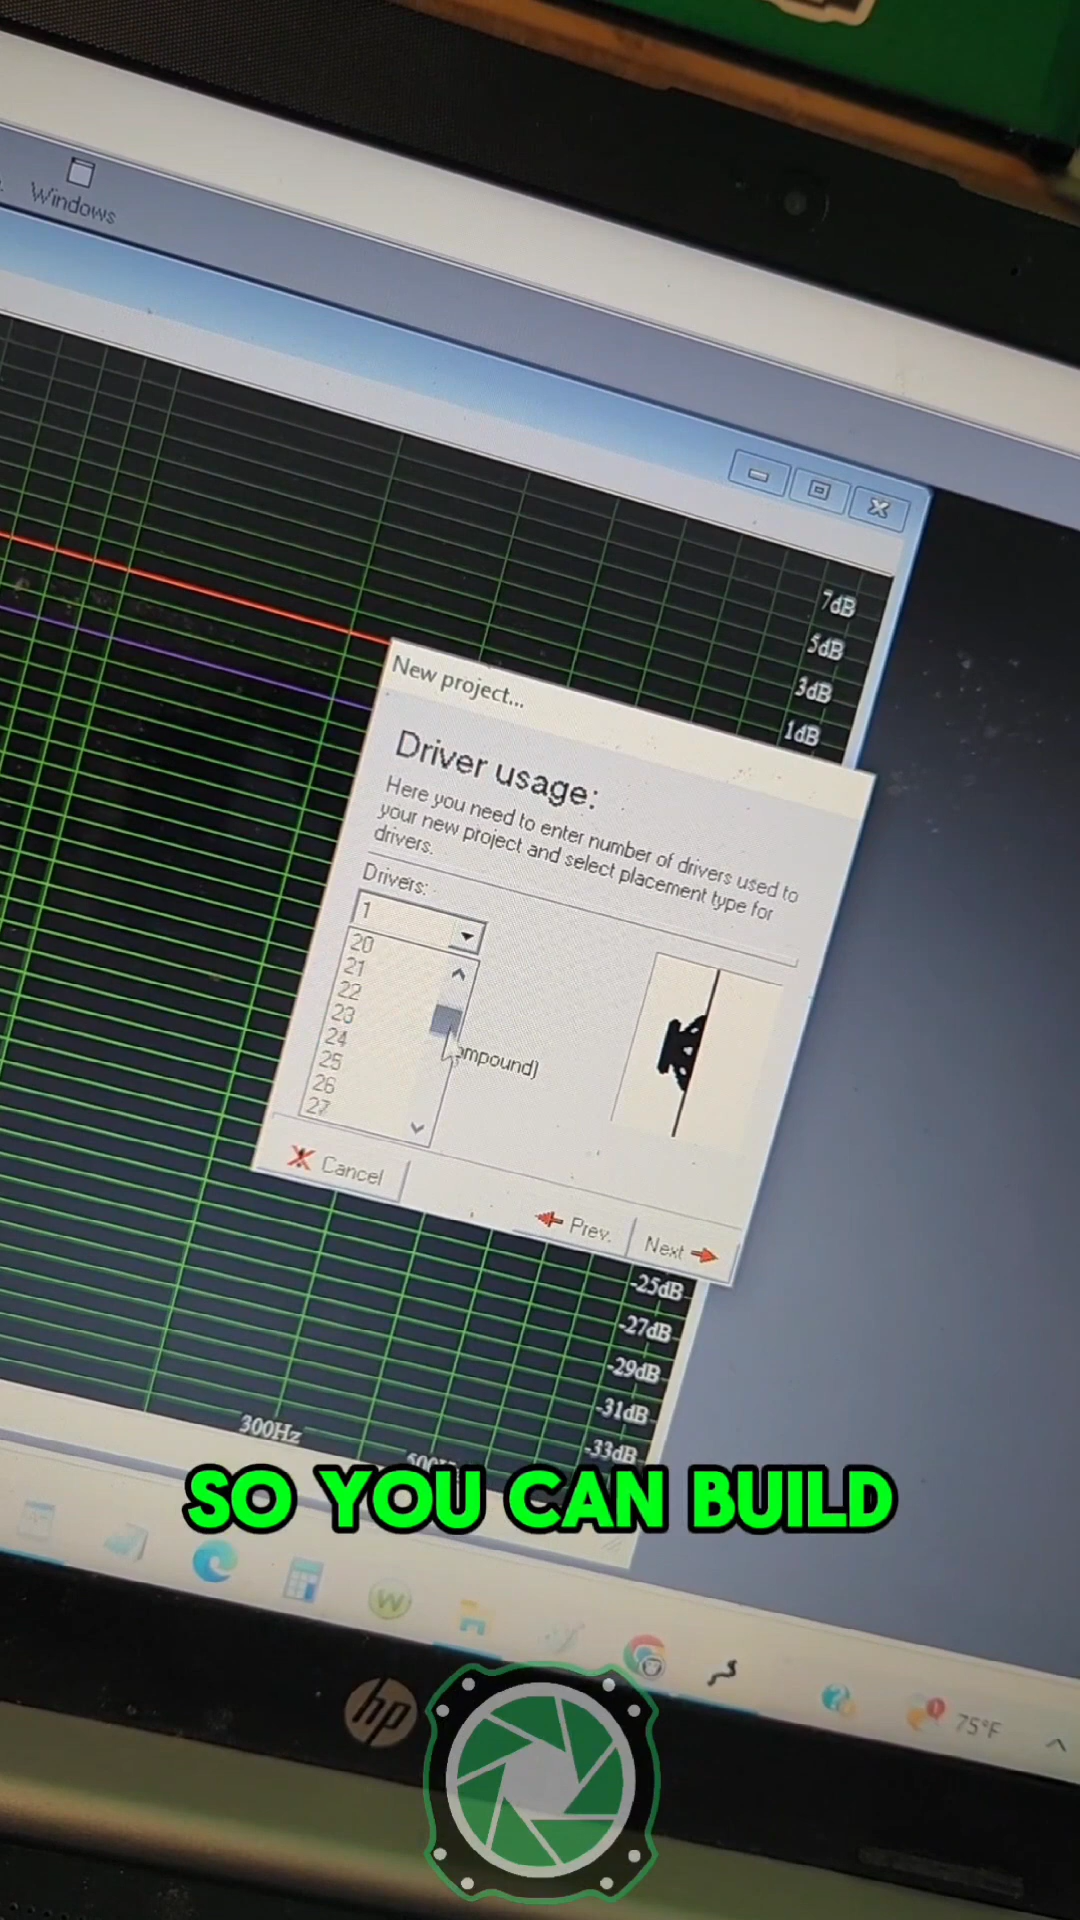 Windows
7dB
5dB
3dB
1dB
New project...
Driver usage:
Here you need to enter number of drivers used to
your new project and select placement type for
drivers.
Drivers:
1
20
21
22
23
24
25
26
27
ompound)
Cancel
Prev.
Next
-25dB
-27dB
-29dB
-31dB
-33dB
300Hz
SO YOU CAN BUILD
W
75°F
hp